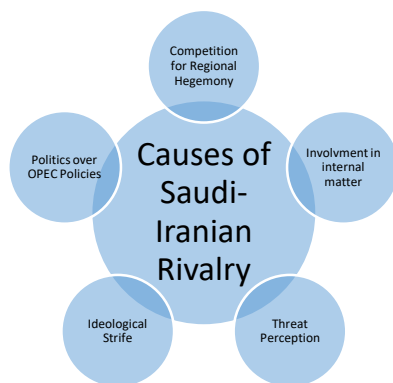 Competition
for Regional
Hegemony
Politics over
OPEC Policies
Causes of
Saudi-
Iranian
Rivalry
Involvment in
internal
matter
Ideological
Strife
Threat
Perception